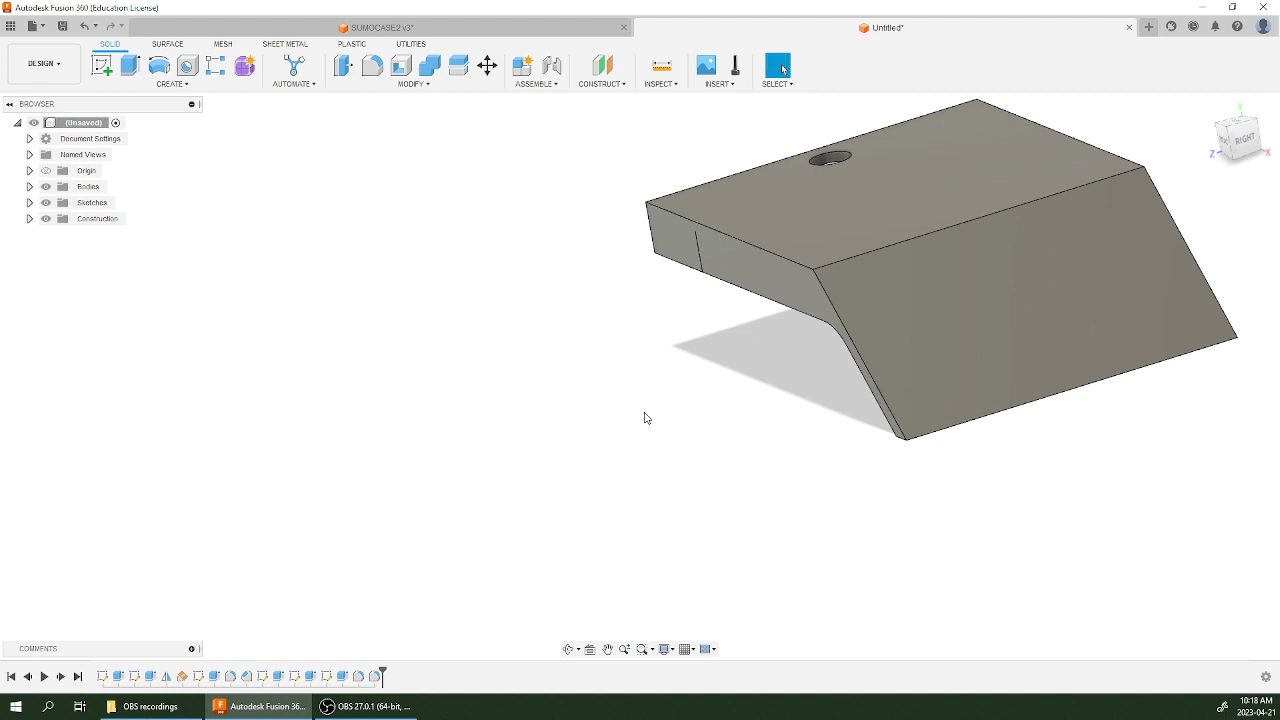 Autodesk Fusion 360 (Education License)
SUMOCASE2 v3*
Untitled*
DESIGN
SOLID
SURFACE
MESH
SHEET METAL
PLASTIC
UTILITIES
CREATE
AUTOMATE
MODIFY
ASSEMBLE
CONSTRUCT
INSPECT
INSERT
SELECT
BROWSER
(Unsaved)
Document Settings
Named Views
Origin
Bodies
Sketches
Construction
RIGHT
Z
X
Y
COMMENTS
OBS recordings
Autodesk Fusion 36...
OBS 27.0.1 (64-bit, ...
10:18 AM
2023-04-21